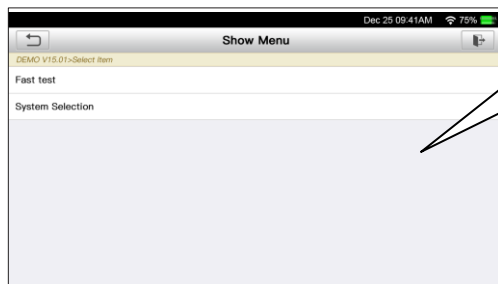 Dec 25 09:41AM 75%
Show Menu
DEMO V15.01>Select Item
Fast test
System Selection